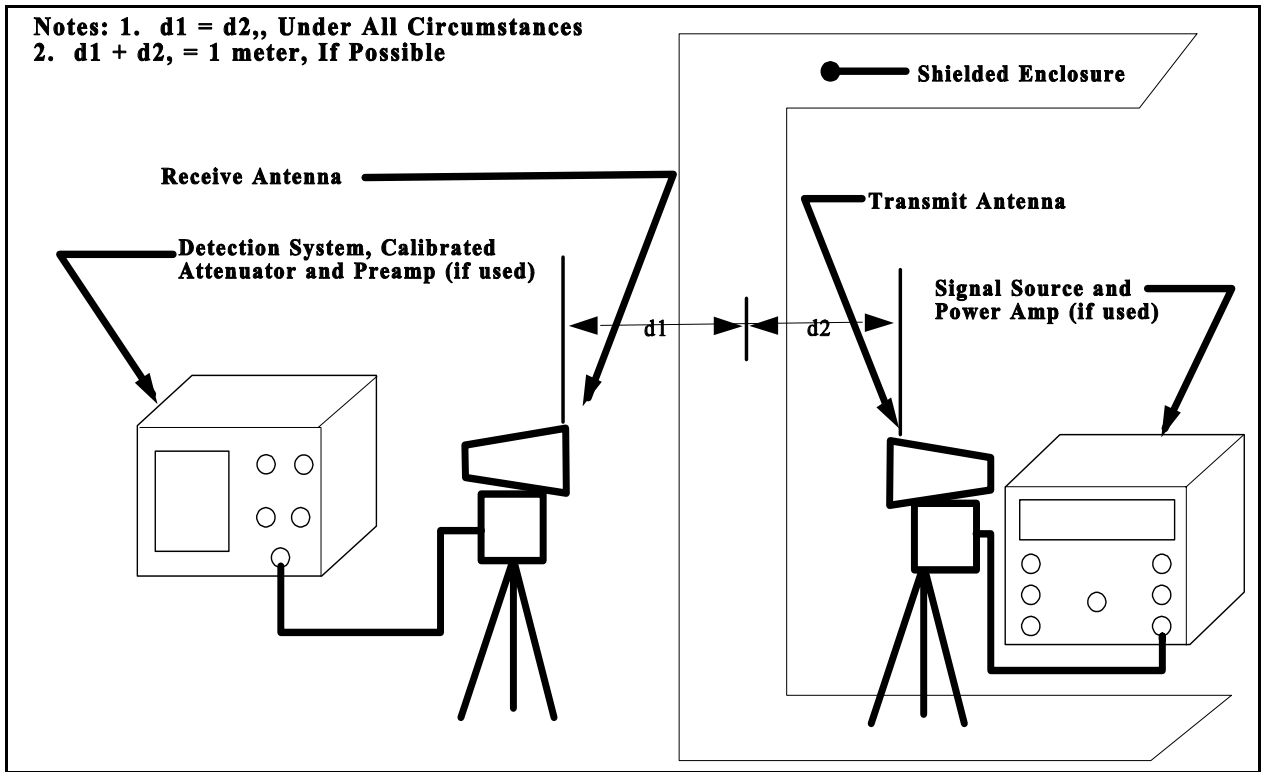 Notes: 1. d1 = d2,, Under All Circumstances
2. d1 + d2, = 1 meter, If Possible
Shielded Enclosure
Receive Antenna
Transmit Antenna
Detection System, Calibrated
Attenuator and Preamp (if used)
Signal Source and
Power Amp (if used)
d1
d2